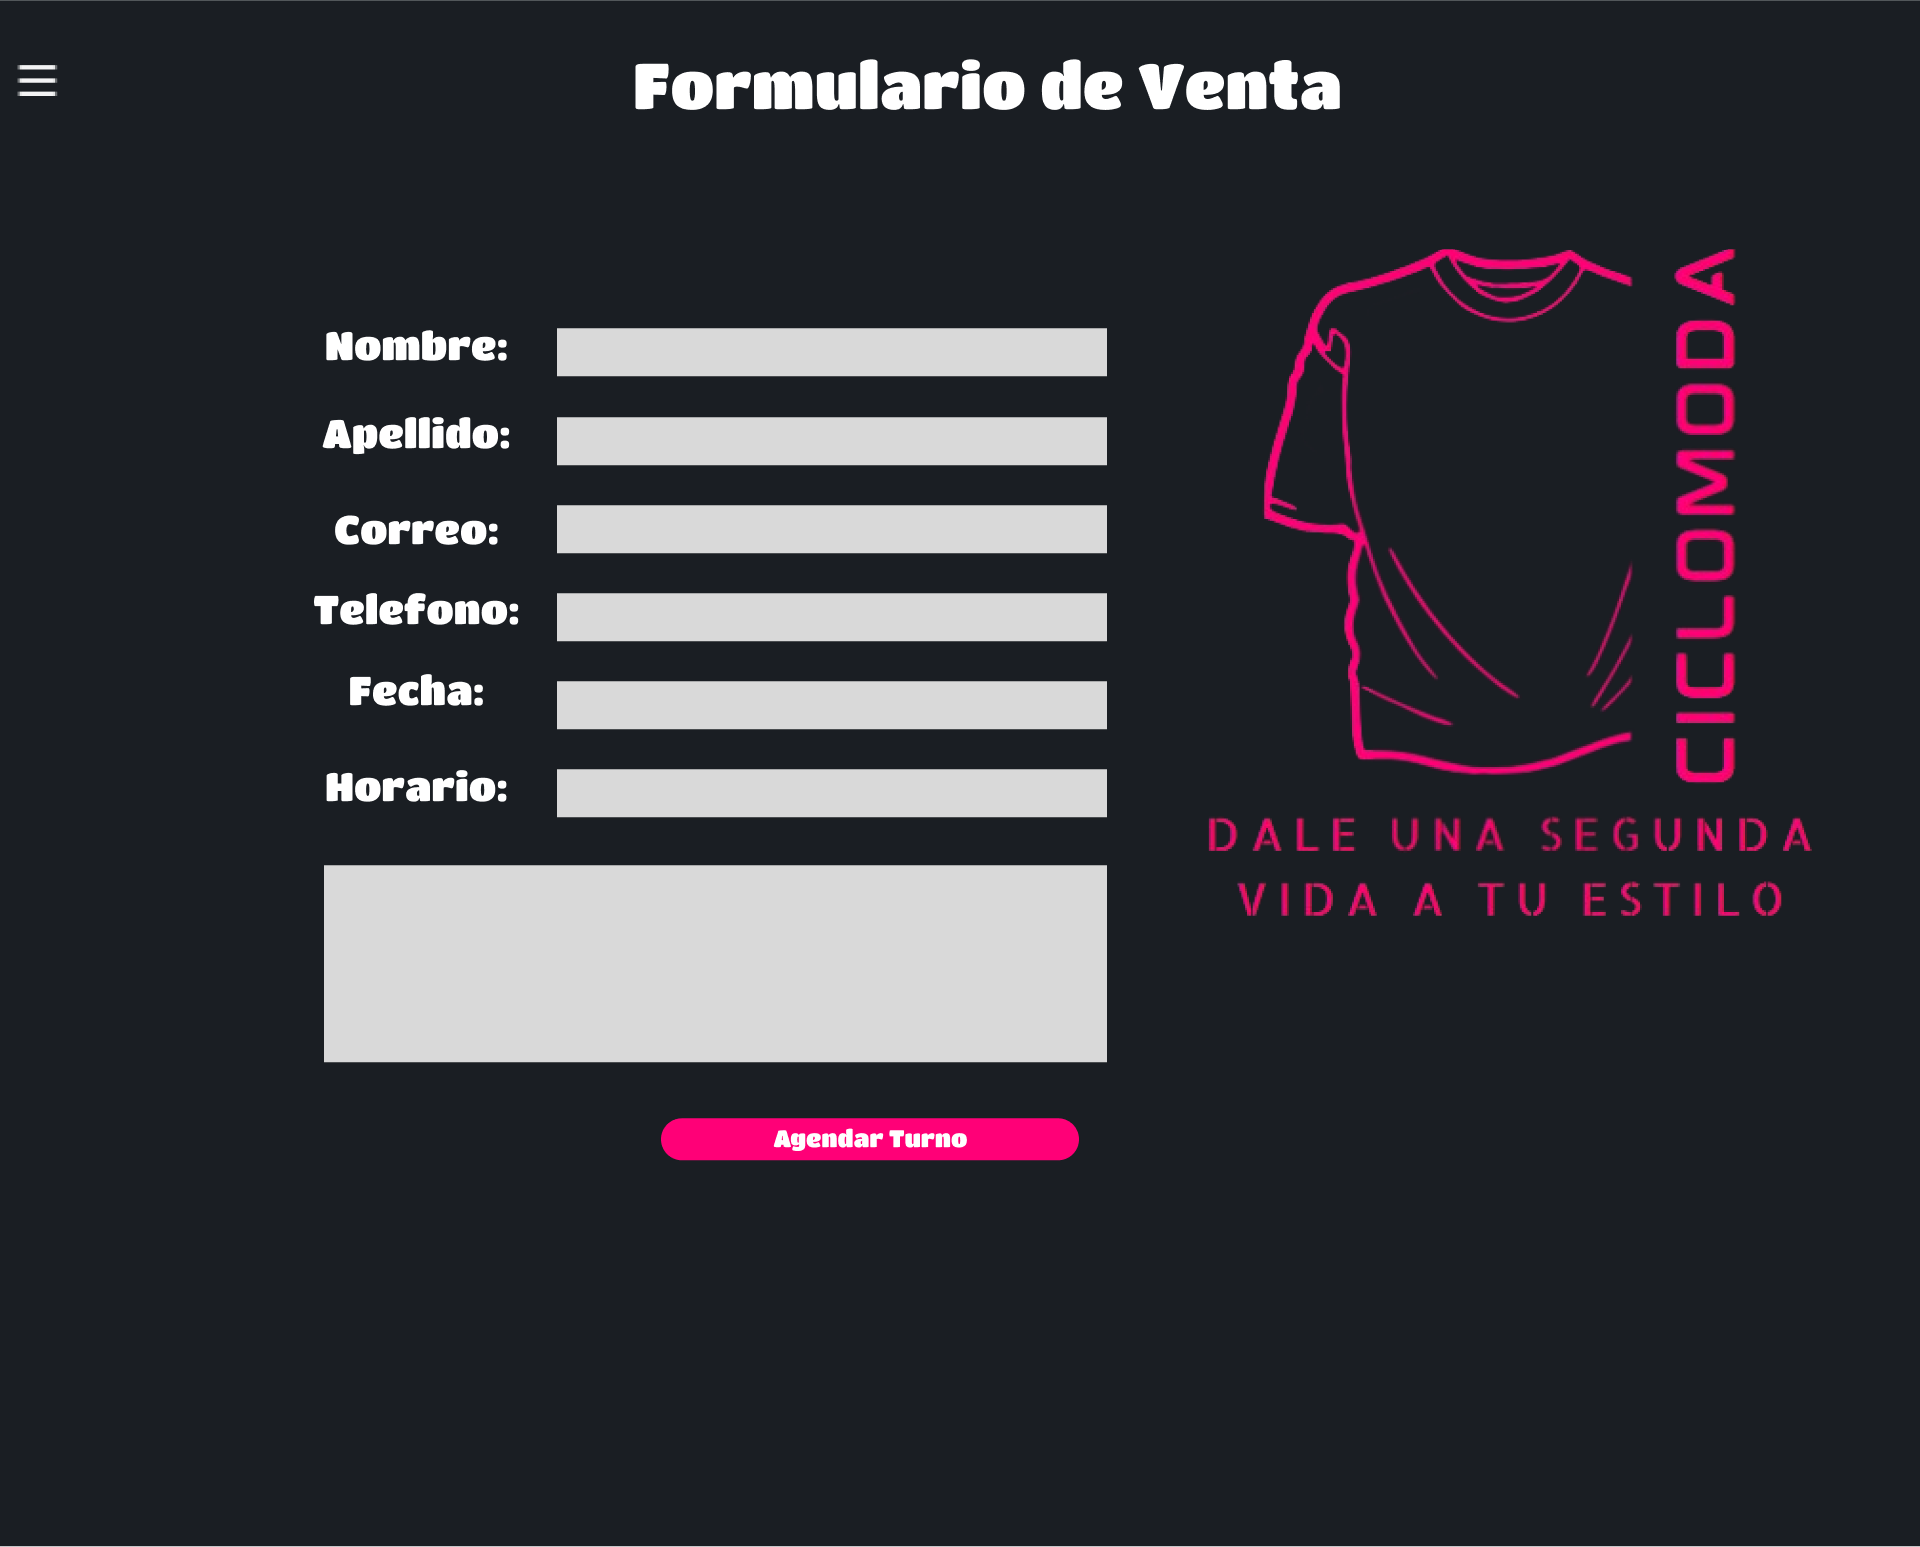 Formulario de Venta
Nombre:
Apellido:
Correo:
Telefono:
Fecha:
Horario:
Agendar Turno
CICLOMODA
DALE UNA SEGUNDA
VIDA A TU ESTILO